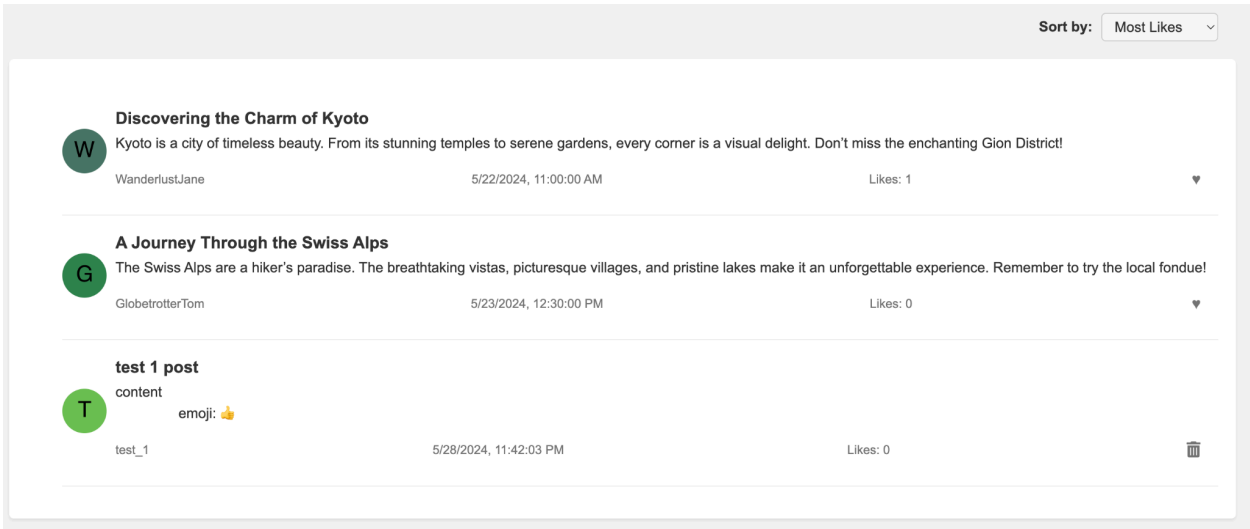 Sort by: Most Likes
Discovering the Charm of Kyoto
W
Kyoto is a city of timeless beauty. From its stunning temples to serene gardens, every corner is a visual delight. Don't miss the enchanting Gion District!
WanderlustJane 5/22/2024, 11:00:00 AM Likes: 1 ♥
A Journey Through the Swiss Alps
G
The Swiss Alps are a hiker's paradise. The breathtaking vistas, picturesque villages, and pristine lakes make it an unforgettable experience. Remember to try the local fondue!
GlobetrotterTom 5/23/2024, 12:30:00 PM Likes: 0 ♥
test 1 post
content
T
emoji: 👍
test_1 5/28/2024, 11:42:03 PM Likes: 0